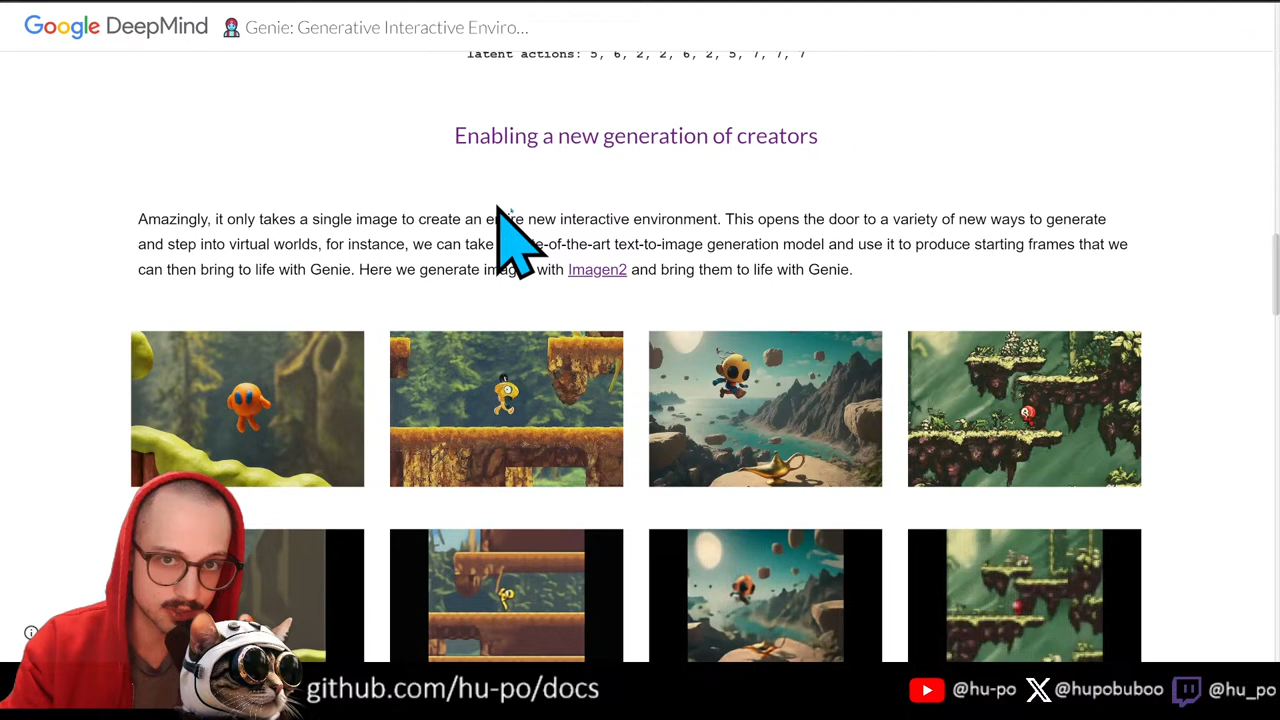 Google DeepMind Genie: Generative Interactive Enviro...
latent actions: 5, 6, 2, 2, 6, 2, 5, 7, 7, 7
Enabling a new generation of creators
Amazingly, it only takes a single image to create an entire new interactive environment. This opens the door to a variety of new ways to generate
and step into virtual worlds, for instance, we can take -of-the-art text-to-image generation model and use it to produce starting frames that we
can then bring to life with Genie. Here we generate images with Imagen2 and bring them to life with Genie.
github.com/hu-po/docs
@hu-po
@hupobuboo
@hu_po